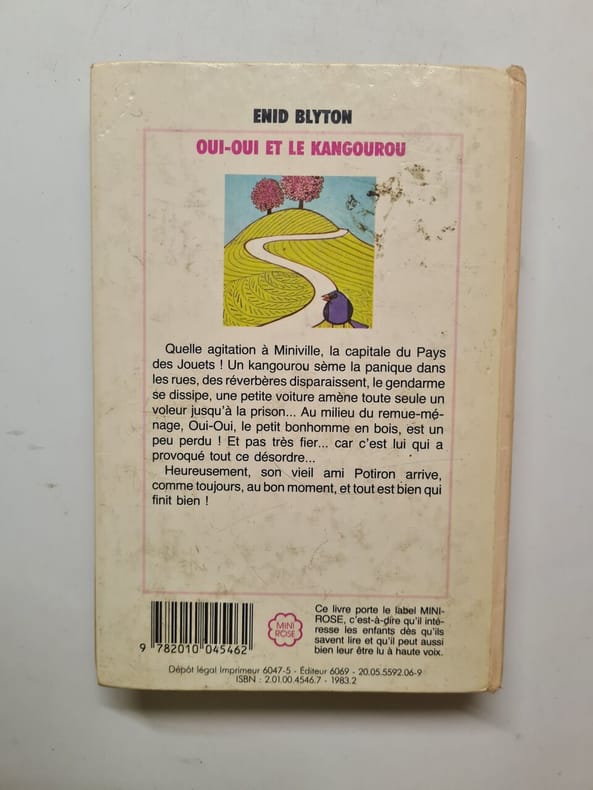 ENID BLYTON
OUI-OUI ET LE KANGOUROU
Quelle agitation à Miniville, la capitale du Pays
des Jouets ! Un kangourou sème la panique dans
les rues, des réverbères disparaissent, le gendarme
se dissipe, une petite voiture amène toute seule un
voleur jusqu'à la prison... Au milieu du remue-mé-
nage, Oui-Oui, le petit bonhomme en bois, est un
peu perdu ! Et pas très fier... car c'est lui qui a
provoqué tout ce désordre...
Heureusement, son vieil ami Potiron arrive,
comme toujours, au bon moment, et tout est bien qui
finit bien !
9 782010 045462
MINI
ROSE
Ce livre porte le label MINI-
ROSE, c'est-à-dire qu'il inté-
resse les enfants dès qu'ils
savent lire et qu'il peut aussi
bien leur être lu à haute voix.
Dépôt légal Imprimeur 6047-5 - Éditeur 6069 - 20.05.5592.06-9
ISBN : 2.01.00.4546.7 - 1983.2